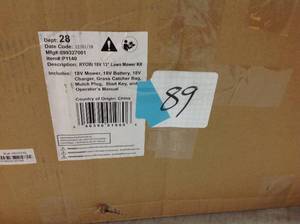 Dept: 28
Date Code:
Mfg# 099327001
Item# P1140
Description: RYOBI 18V 13" Lawn Mower Kit
Includes: 18V Mower, 18V Battery, 18V
Charger, Grass Catcher Bag,
Mulch Plug, Start Key, and
Operator's Manual
Country of Origin: China
89